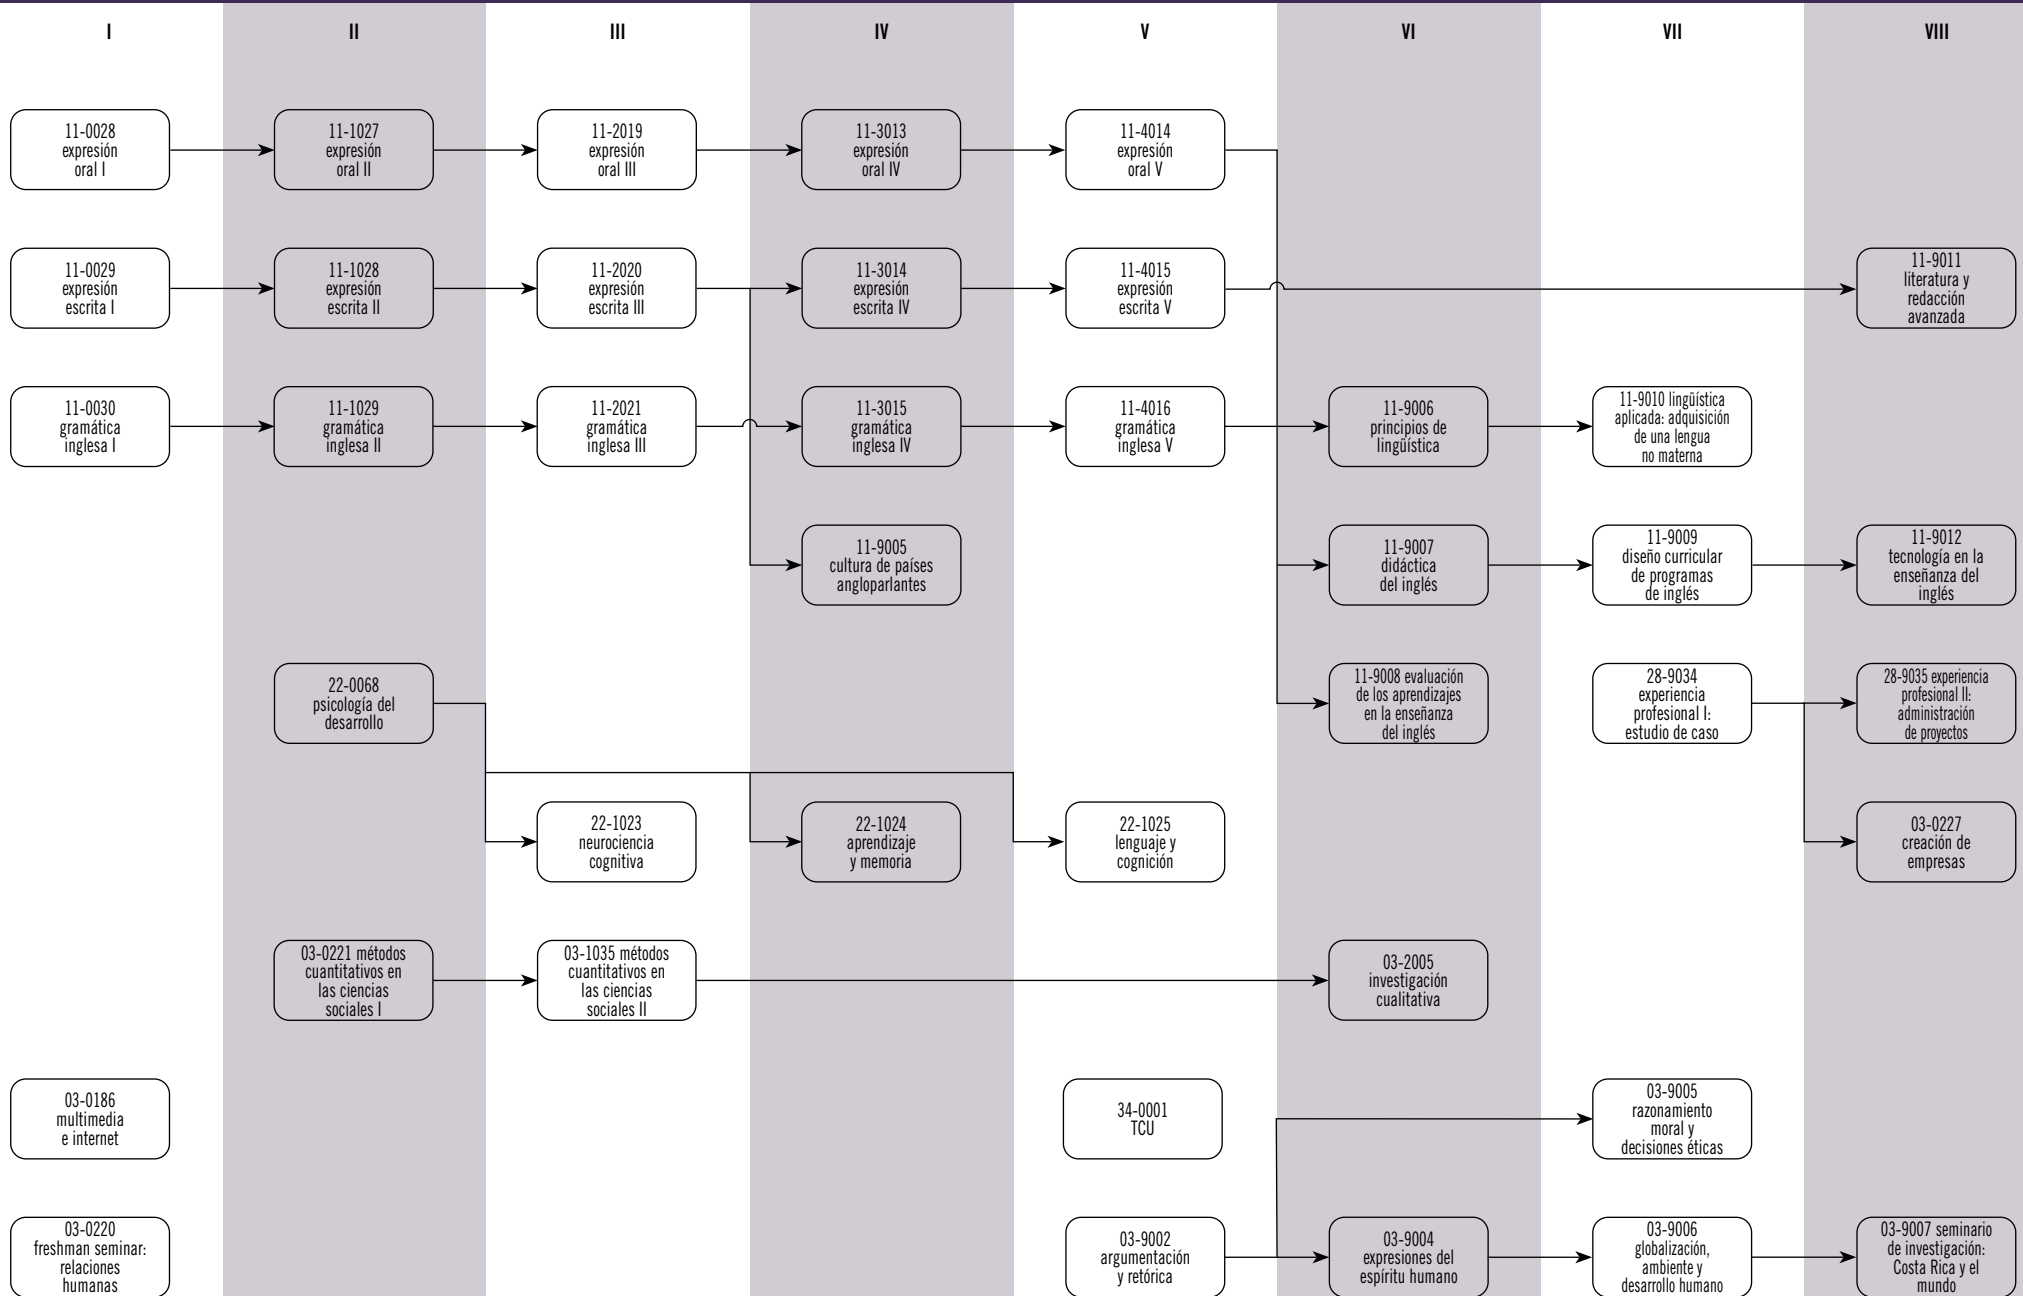 I
II
III
IV
V
VI
VII
VIII
11-0028
expresión
oral I
11-1027
expresión
oral II
11-2019
expresión
oral III
11-3013
expresión
oral IV
11-4014
expresión
oral V
11-0029
expresión
escrita I
11-1028
expresión
escrita II
11-2020
expresión
escrita III
11-3014
expresión
escrita IV
11-4015
expresión
escrita V
11-9011
literatura y
redacción
avanzada
11-0030
gramática
inglesa I
11-1029
gramática
inglesa II
11-2021
gramática
inglesa III
11-3015
gramática
inglesa IV
11-4016
gramática
inglesa V
11-9006
principios de
lingüística
11-9010 lingüística
aplicada: adquisición
de una lengua
no materna
11-9005
cultura de países
angloparlantes
11-9007
didáctica
del inglés
11-9009
diseño curricular
de programas
de inglés
11-9012
tecnología en la
enseñanza del
inglés
22-0068
psicología del
desarrollo
11-9008 evaluación
de los aprendizajes
en la enseñanza
del inglés
28-9034
experiencia
profesional I:
estudio de caso
28-9035 experiencia
profesional II:
administración
de proyectos
22-1023
neurociencia
cognitiva
22-1024
aprendizaje
y memoria
22-1025
lenguaje y
cognición
03-0227
creación de
empresas
03-0221 métodos
cuantitativos en
las ciencias
sociales I
03-1035 métodos
cuantitativos en
las ciencias
sociales II
03-2005
investigación
cualitativa
03-0186
multimedia
e internet
34-0001
TCU
03-9005
razonamiento
moral y
decisiones éticas
03-0220
freshman seminar:
relaciones
humanas
03-9002
argumentación
y retórica
03-9004
expresiones del
espíritu humano
03-9006
globalización,
ambiente y
desarrollo humano
03-9007 seminario
de investigación:
Costa Rica y el
mundo